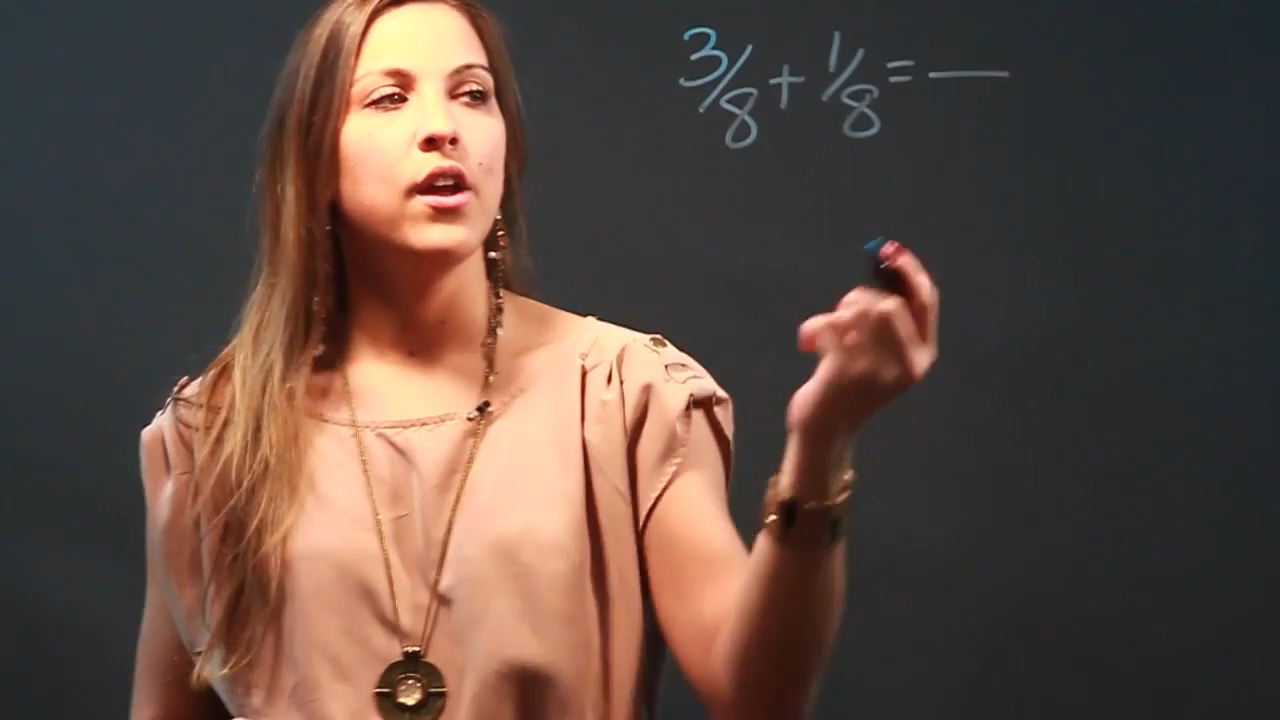 3/8 + 1/8 = —